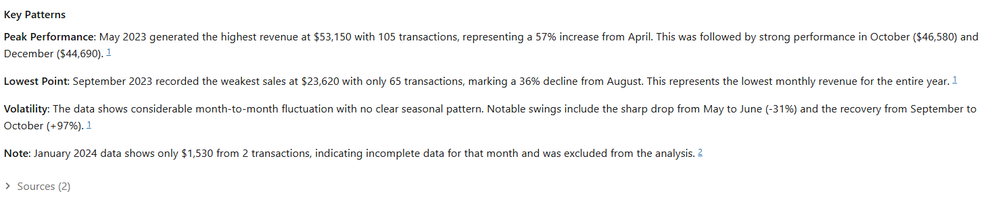 Key Patterns
Peak Performance: May 2023 generated the highest revenue at $53,150 with 105 transactions, representing a 57% increase from April. This was followed by strong performance in October ($46,580) and
December ($44,690). 1
Lowest Point: September 2023 recorded the weakest sales at $23,620 with only 65 transactions, marking a 36% decline from August. This represents the lowest monthly revenue for the entire year. 1
Volatility: The data shows considerable month-to-month fluctuation with no clear seasonal pattern. Notable swings include the sharp drop from May to June (-31%) and the recovery from September to
October (+97%). 1
Note: January 2024 data shows only $1,530 from 2 transactions, indicating incomplete data for that month and was excluded from the analysis. 2
Sources (2)